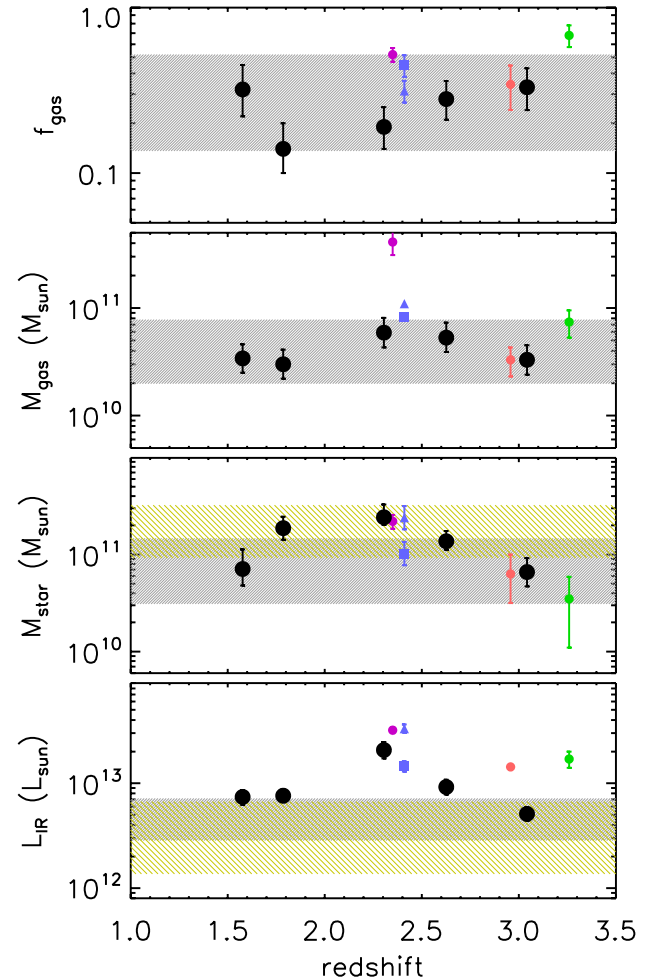 1.0
0.1
f_gas
10^11
10^10
M_gas (M_sun)
10^11
10^10
M_star (M_sun)
10^13
10^12
L_IR (L_sun)
1.0 1.5 2.0 2.5 3.0 3.5
redshift